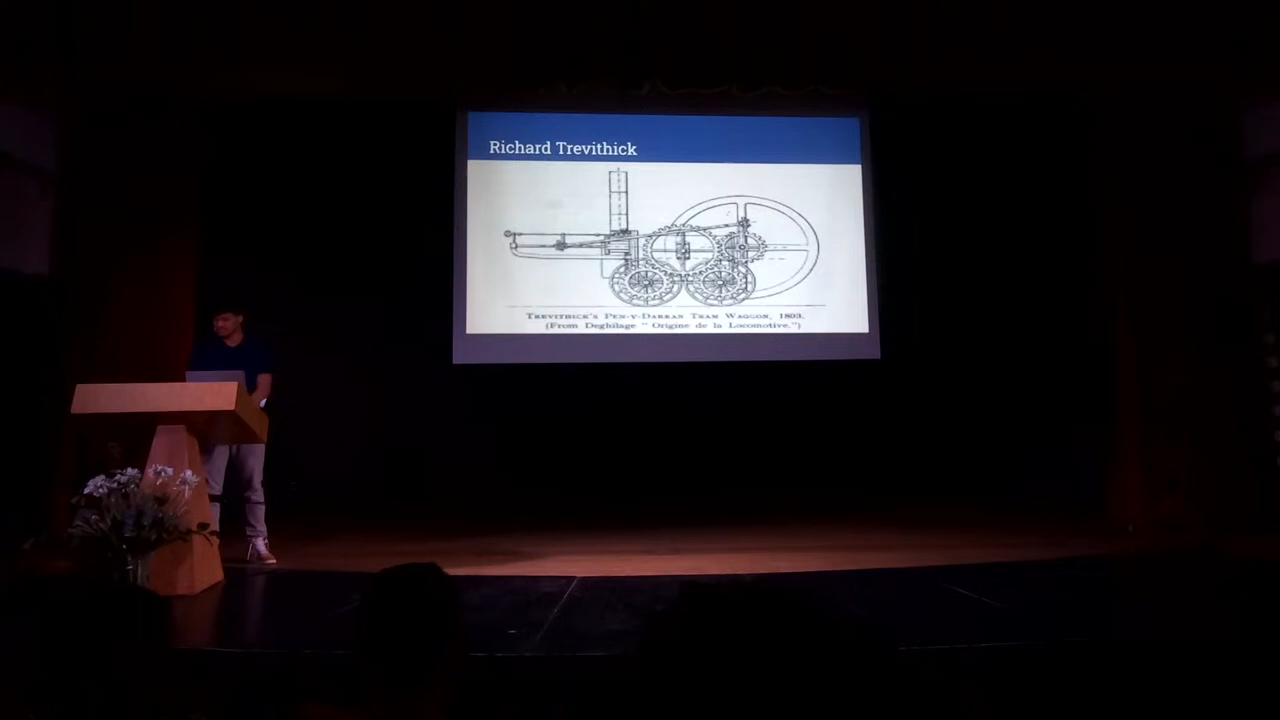 Richard Trevithick
TREVITHICK'S PEN-Y-DARRAN TRAM WAGGON, 1803.
(From Deghilage " Origine de la Locomotive.")